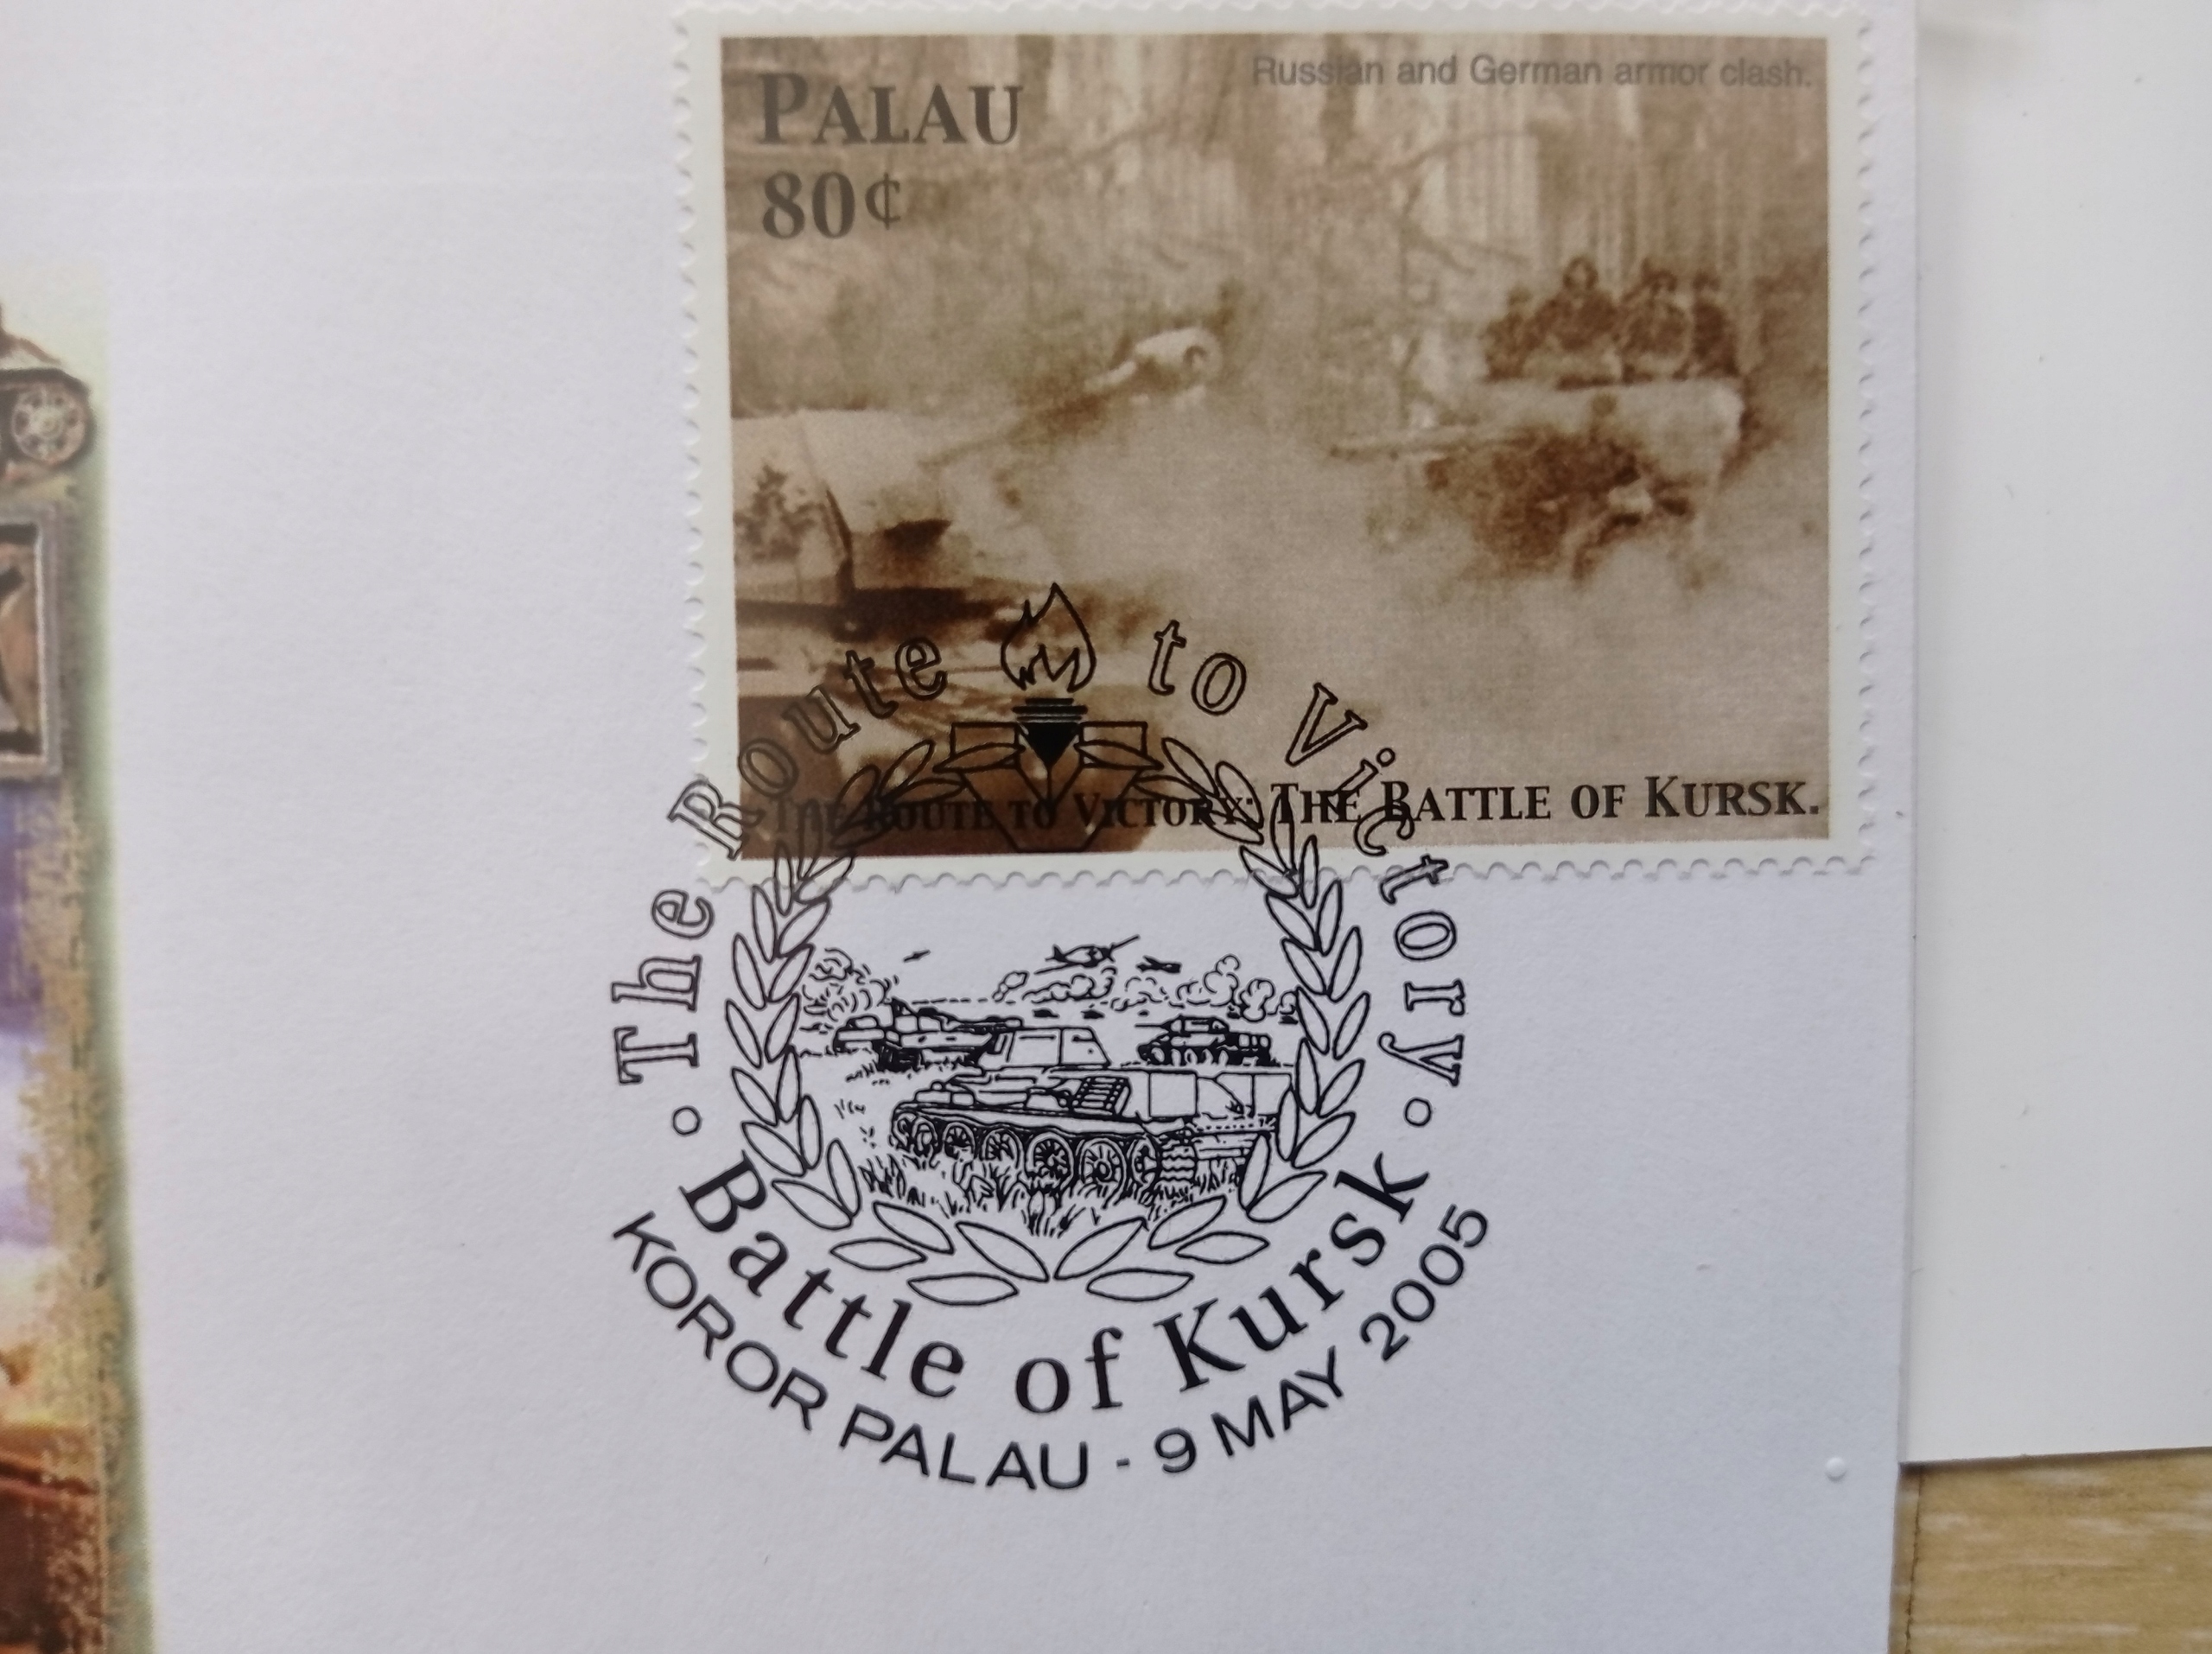 Russian and German armor clash.
PALAU
80¢
THE ROUTE TO VICTORY: THE BATTLE OF KURSK.
The Route to Victory
Battle of Kursk
KOROR PALAU - 9 MAY 2005